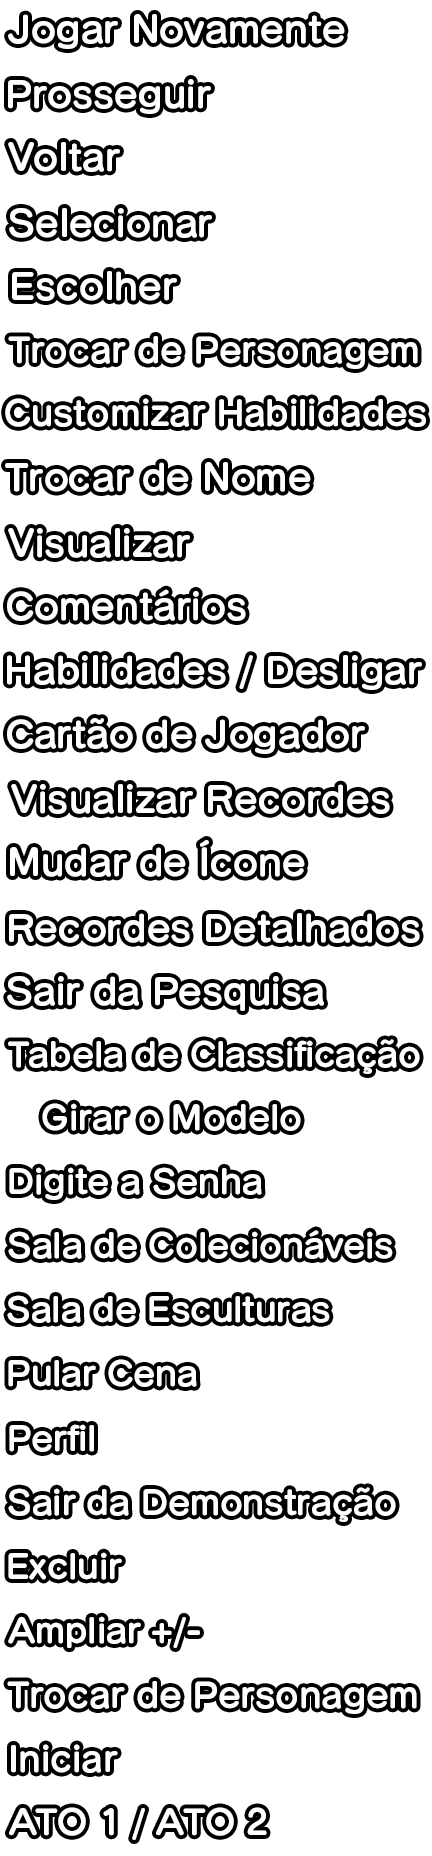 Jogar Novamente
Prosseguir
Voltar
Selecionar
Escolher
Trocar de Personagem
Customizar Habilidades
Trocar de Nome
Visualizar
Comentários
Habilidades / Desligar
Cartão de Jogador
Visualizar Recordes
Mudar de Ícone
Recordes Detalhados
Sair da Pesquisa
Tabela de Classificação
Girar o Modelo
Digite a Senha
Sala de Colecionáveis
Sala de Esculturas
Pular Cena
Perfil
Sair da Demonstração
Excluir
Ampliar +/-
Trocar de Personagem
Iniciar
ATO 1 / ATO 2